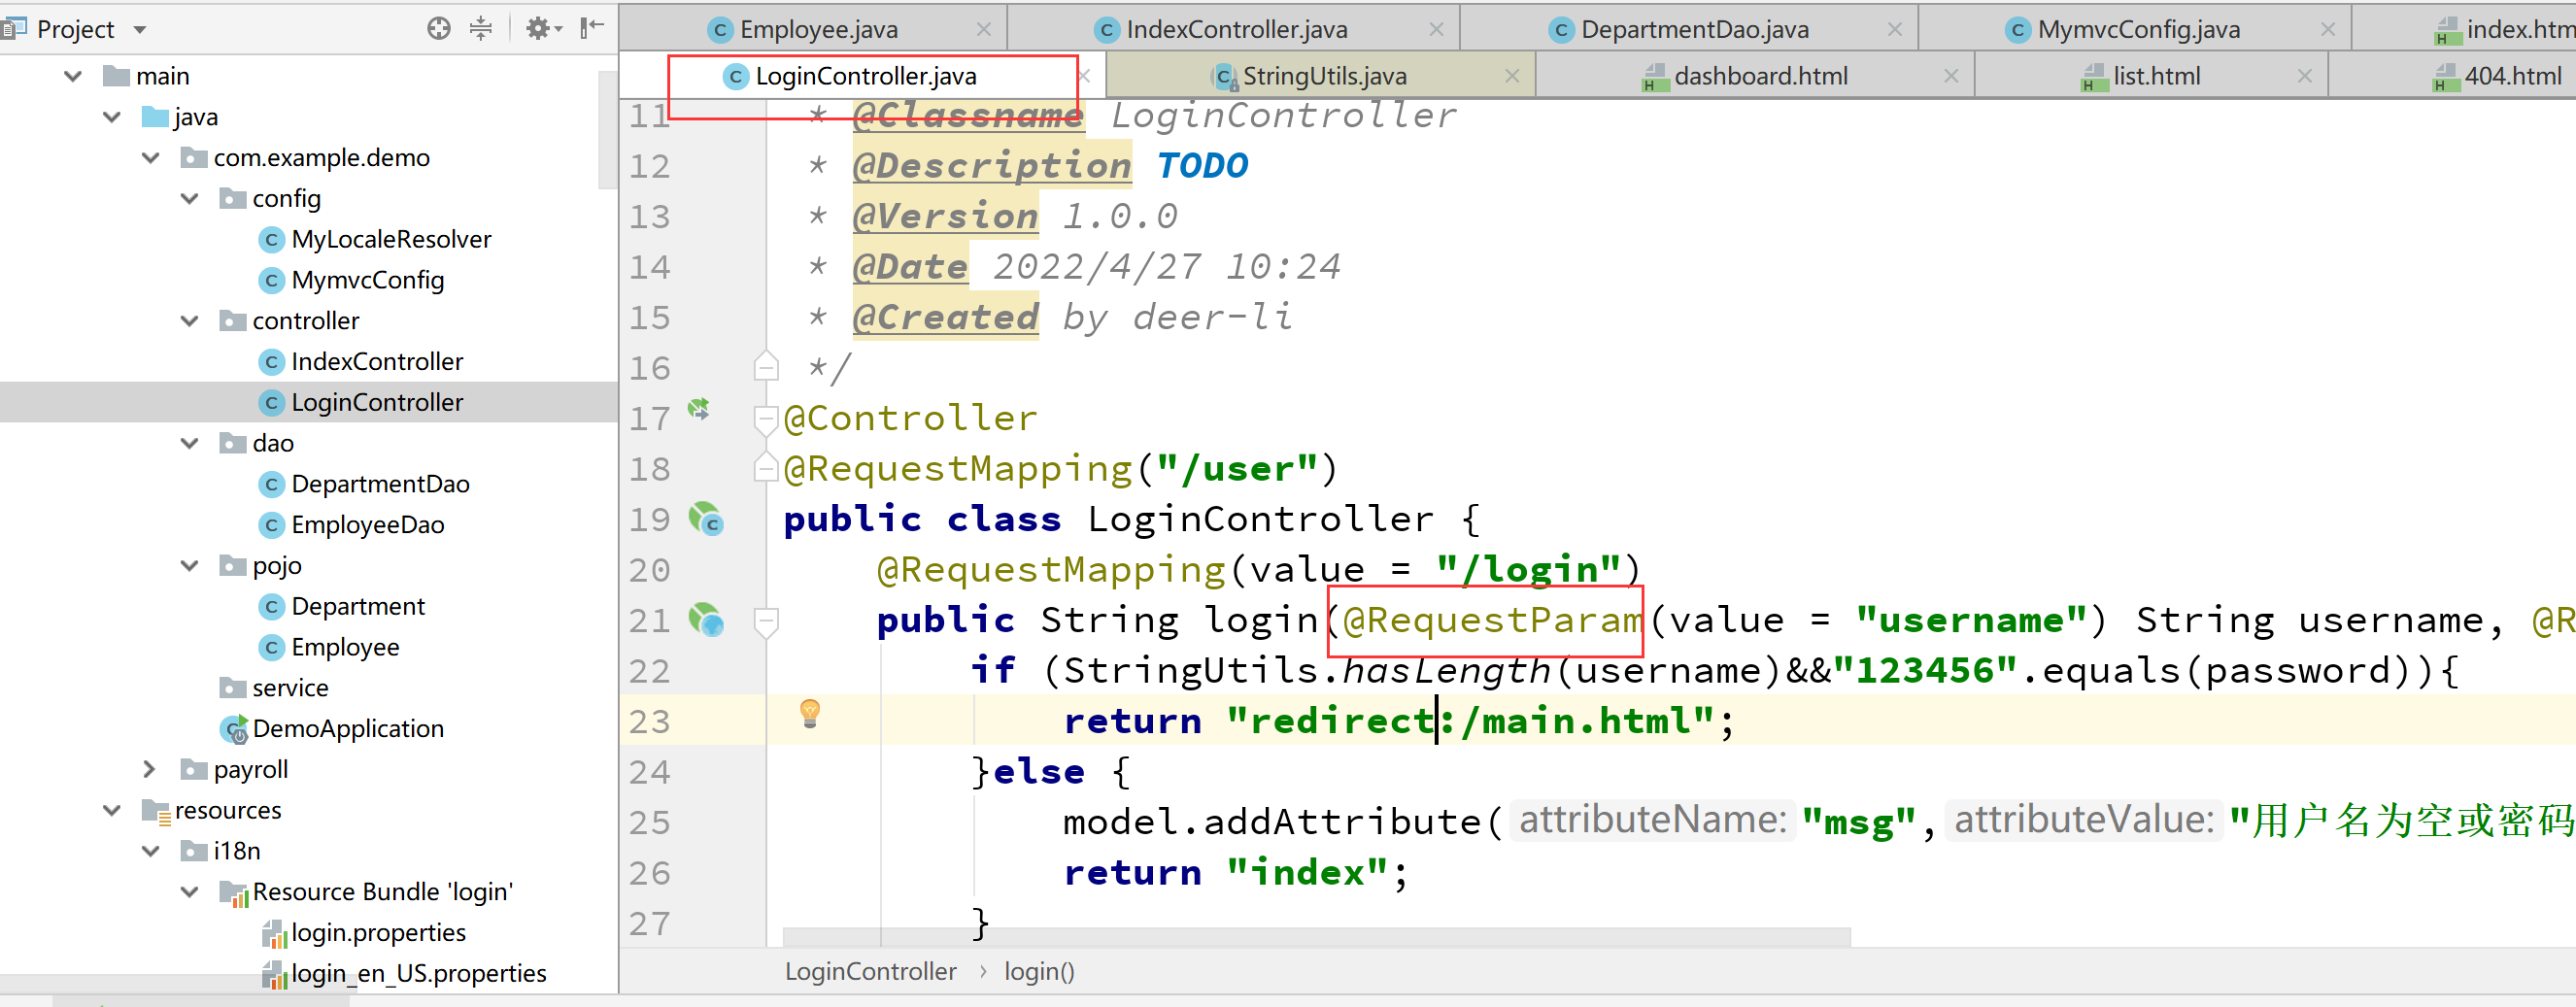 Project
main
java
com.example.demo
config
MyLocaleResolver
MymvcConfig
controller
IndexController
LoginController
dao
DepartmentDao
EmployeeDao
pojo
Department
Employee
service
DemoApplication
payroll
resources
i18n
Resource Bundle 'login'
login.properties
login_en_US.properties
Employee.java
IndexController.java
DepartmentDao.java
MymvcConfig.java
index.htm
LoginController.java
StringUtils.java
dashboard.html
list.html
404.html
11 * @Classname LoginController
12 * @Description TODO
13 * @Version 1.0.0
14 * @Date 2022/4/27 10:24
15 * @Created by deer-li
16 */
17 @Controller
18 @RequestMapping("/user")
19 public class LoginController {
20 @RequestMapping(value = "/login")
21 public String login(@RequestParam(value = "username") String username, @R
22 if (StringUtils.hasLength(username)&&"123456".equals(password)){
23 return "redirect:/main.html";
24 }else {
25 model.addAttribute( attributeName: "msg", attributeValue: "用户名为空或密码
26 return "index";
27 }
LoginController › login()